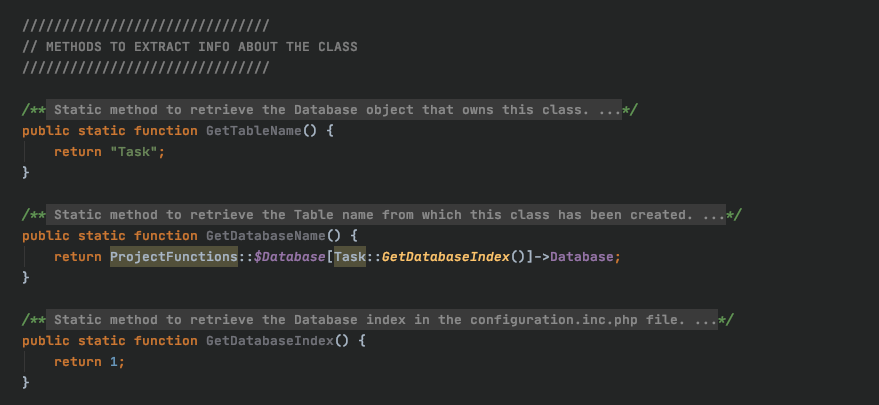 ///////////////////////////////
// METHODS TO EXTRACT INFO ABOUT THE CLASS
///////////////////////////////
/** Static method to retrieve the Database object that owns this class. ...*/
public static function GetTableName() {
return "Task";
}
/** Static method to retrieve the Table name from which this class has been created. ...*/
public static function GetDatabaseName() {
return ProjectFunctions::$Database[Task::GetDatabaseIndex()]->Database;
}
/** Static method to retrieve the Database index in the configuration.inc.php file. ...*/
public static function GetDatabaseIndex() {
return 1;
}